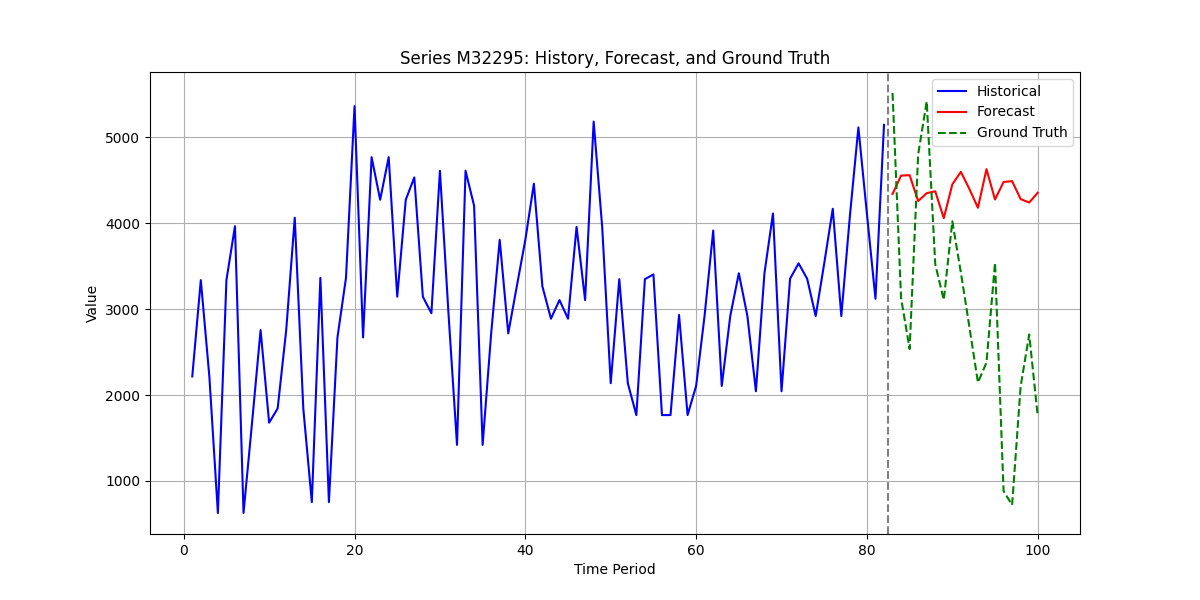 Series M32295: History, Forecast, and Ground Truth
Historical
Forecast
Ground Truth
5000
4000
3000
2000
1000
Value
0 20 40 60 80 100
Time Period